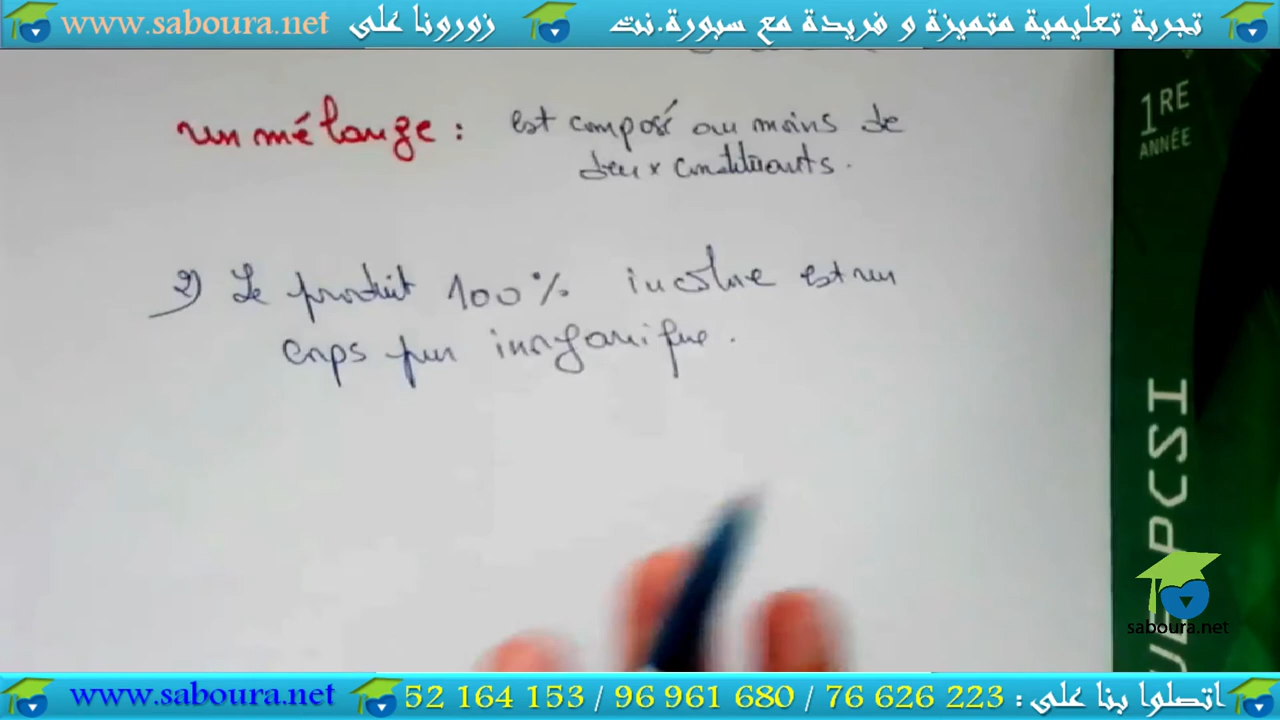 www.saboura.net زورونا على تجربة تعليمية متميزة و فريدة مع سبورة.نت
un mélange : est composé au moins de
deux constituants.
2) Le produit 100% incolore est un
corps pur inorganique.
1RE
ANNÉE
PCSI
saboura.net
www.saboura.net 52 164 153 / 96 961 680 / 76 626 223 : اتصلوا بنا على